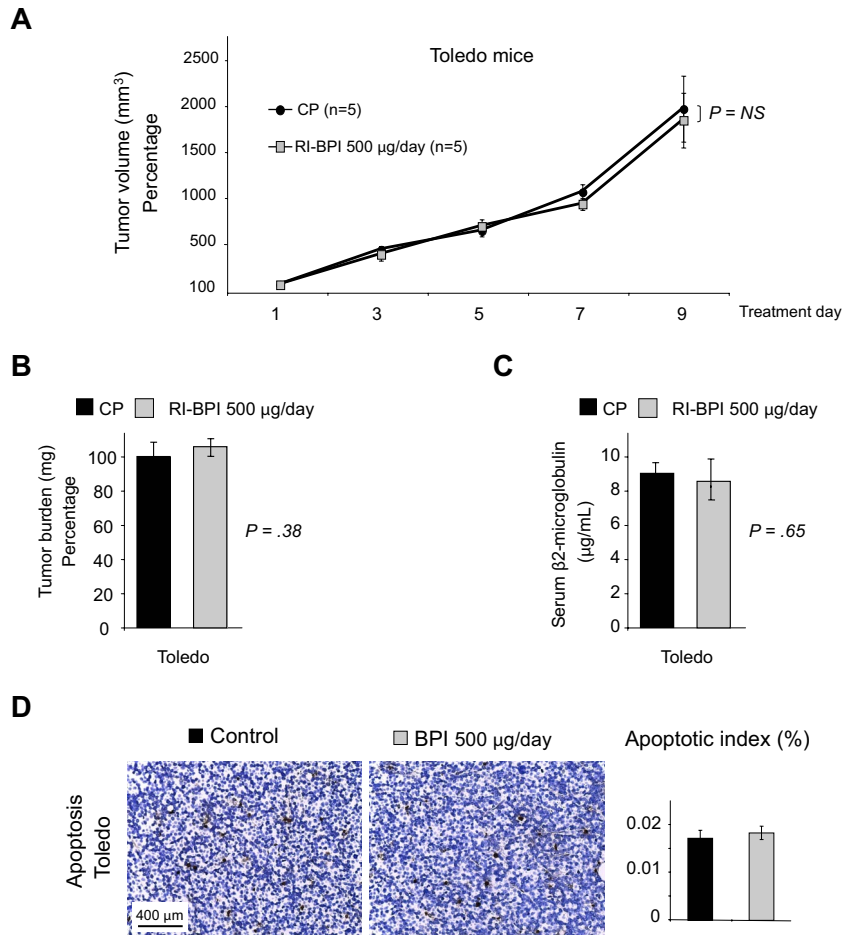 A
Toledo mice
Tumor volume (mm³)
Percentage
2500
2000
1500
1000
500
100
CP (n=5)
RI-BPI 500 µg/day (n=5)
P = NS
1 3 5 7 9 Treatment day
B
CP RI-BPI 500 µg/day
Tumor burden (mg)
Percentage
100
80
60
40
20
0
P = .38
Toledo
C
CP RI-BPI 500 µg/day
Serum β2-microglobulin
(µg/mL)
10
8
6
4
2
0
P = .65
Toledo
D
Control BPI 500 µg/day Apoptotic index (%)
Apoptosis
Toledo
400 µm
0.02
0.01
0